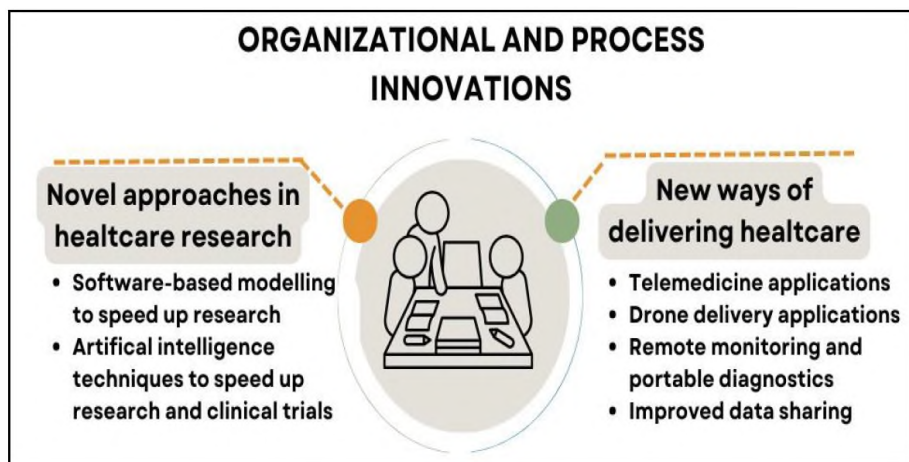 ORGANIZATIONAL AND PROCESS
INNOVATIONS
Novel approaches in
healtcare research
• Software-based modelling
to speed up research
• Artifical intelligence
techniques to speed up
research and clinical trials
New ways of
delivering healtcare
• Telemedicine applications
• Drone delivery applications
• Remote monitoring and
portable diagnostics
• Improved data sharing